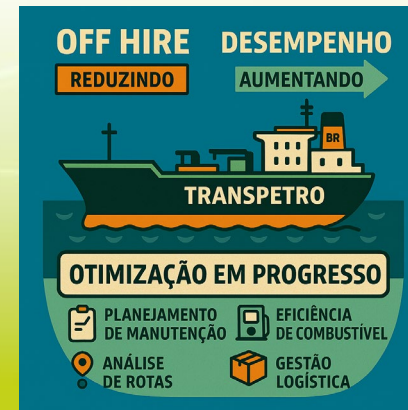 OFF HIRE
REDUZINDO
DESEMPENHO
AUMENTANDO
BR
TRANSPETRO
OTIMIZAÇÃO EM PROGRESSO
PLANEJAMENTO
DE MANUTENÇÃO
EFICIÊNCIA
DE COMBUSTÍVEL
ANÁLISE
DE ROTAS
GESTÃO
LOGÍSTICA